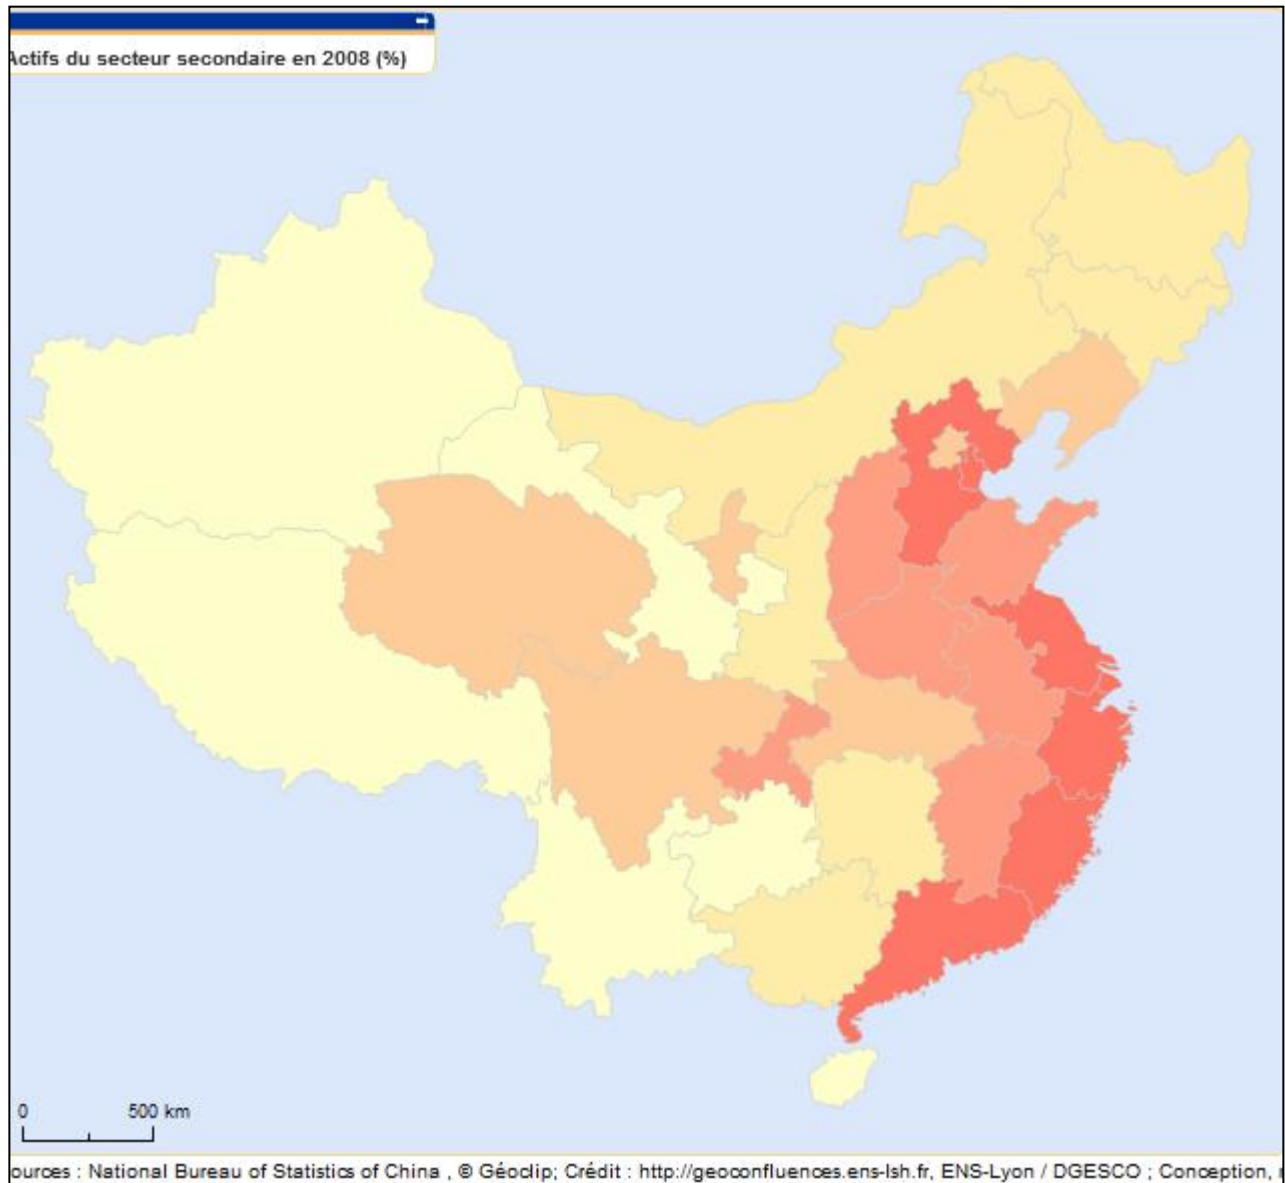 Actifs du secteur secondaire en 2008 (%)
0 500 km
ources : National Bureau of Statistics of China , © Géoclip; Crédit : http://geoconfluences.ens-lsh.fr, ENS-Lyon / DGESCO ; Conception,